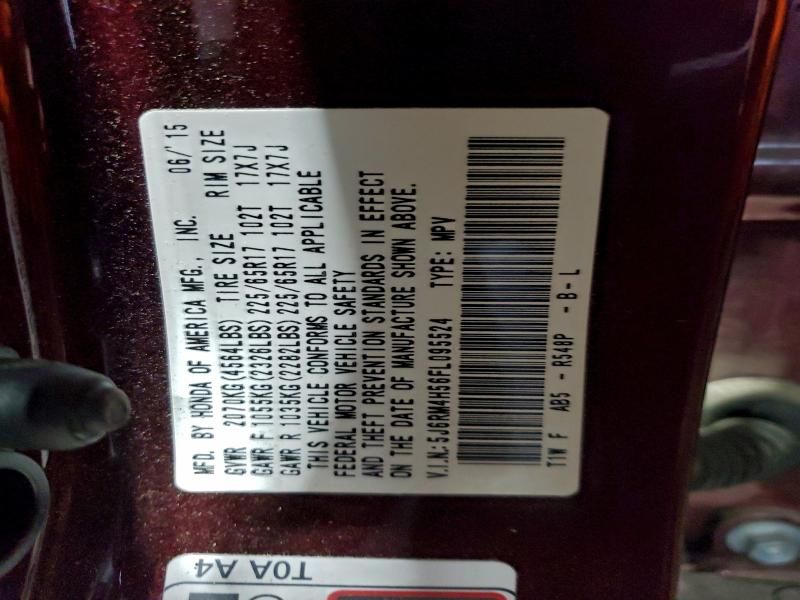 MFD. BY HONDA OF AMERICA MFG., INC. 06/'15
GVWR 2070KG(4564LBS) TIRE SIZE RIM SIZE
GAWR F 1055KG(2326LBS) 225/65R17 102T 17X7J
GAWR R 1035KG(2282LBS) 225/65R17 102T 17X7J
THIS VEHICLE CONFORMS TO ALL APPLICABLE
FEDERAL MOTOR VEHICLE SAFETY
AND THEFT PREVENTION STANDARDS IN EFFECT
ON THE DATE OF MANUFACTURE SHOWN ABOVE.
V.I.N.:5J6RM4H56FL095524 TYPE: MPV
T1W F AB5 - R548P - B - L
T0A A4